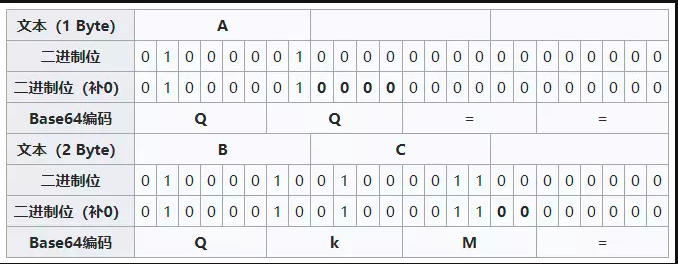 文本（1 Byte） A
二进制位 0 1 0 0 0 0 0 1 0 0 0 0 0 0 0 0 0 0 0 0 0 0 0 0
二进制位（补0） 0 1 0 0 0 0 0 1 0 0 0 0 0 0 0 0 0 0 0 0 0 0 0 0
Base64编码 Q Q = =
文本（2 Byte） B C
二进制位 0 1 0 0 0 0 1 0 0 1 0 0 0 0 1 1 0 0 0 0 0 0 0 0
二进制位（补0） 0 1 0 0 0 0 1 0 0 1 0 0 0 0 1 1 0 0 0 0 0 0 0 0
Base64编码 Q k M =